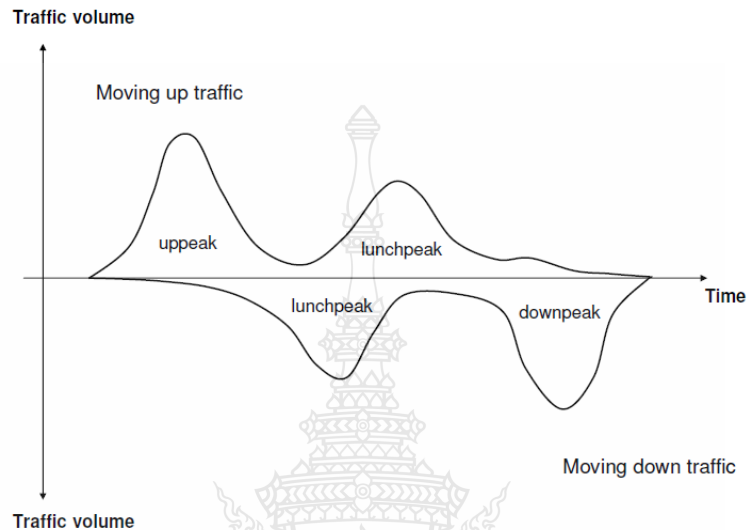 Traffic volume
Moving up traffic
uppeak
lunchpeak
Time
lunchpeak
downpeak
Moving down traffic
Traffic volume